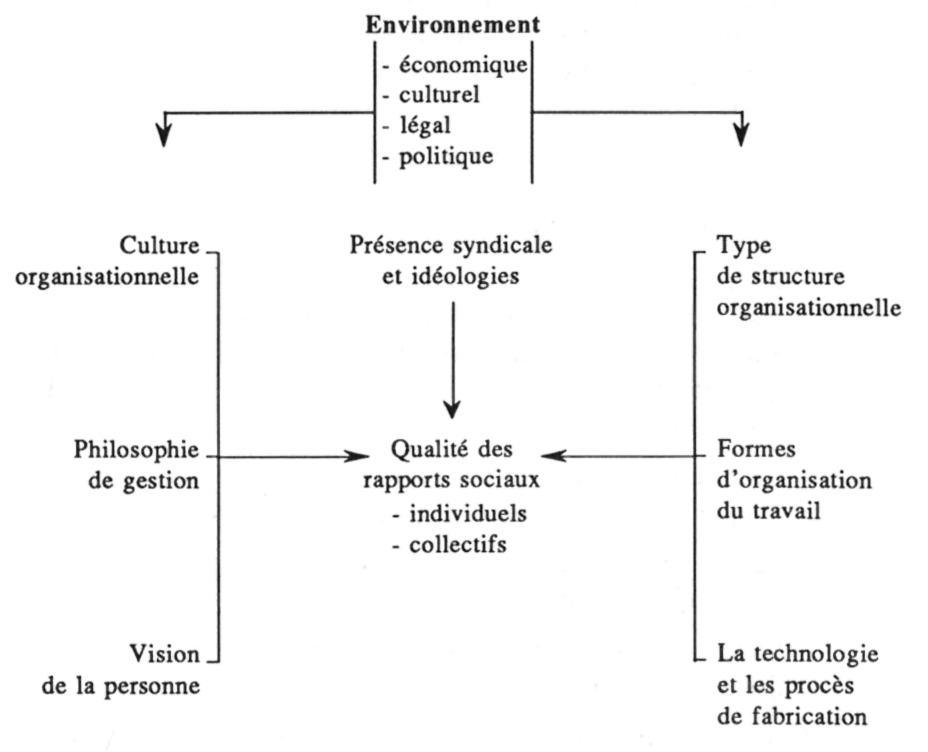 Environnement
- économique
- culturel
- légal
- politique
Culture
organisationnelle
Présence syndicale
et idéologies
Type
de structure
organisationnelle
Philosophie
de gestion
Qualité des
rapports sociaux
- individuels
- collectifs
Formes
d'organisation
du travail
Vision
de la personne
La technologie
et les procès
de fabrication